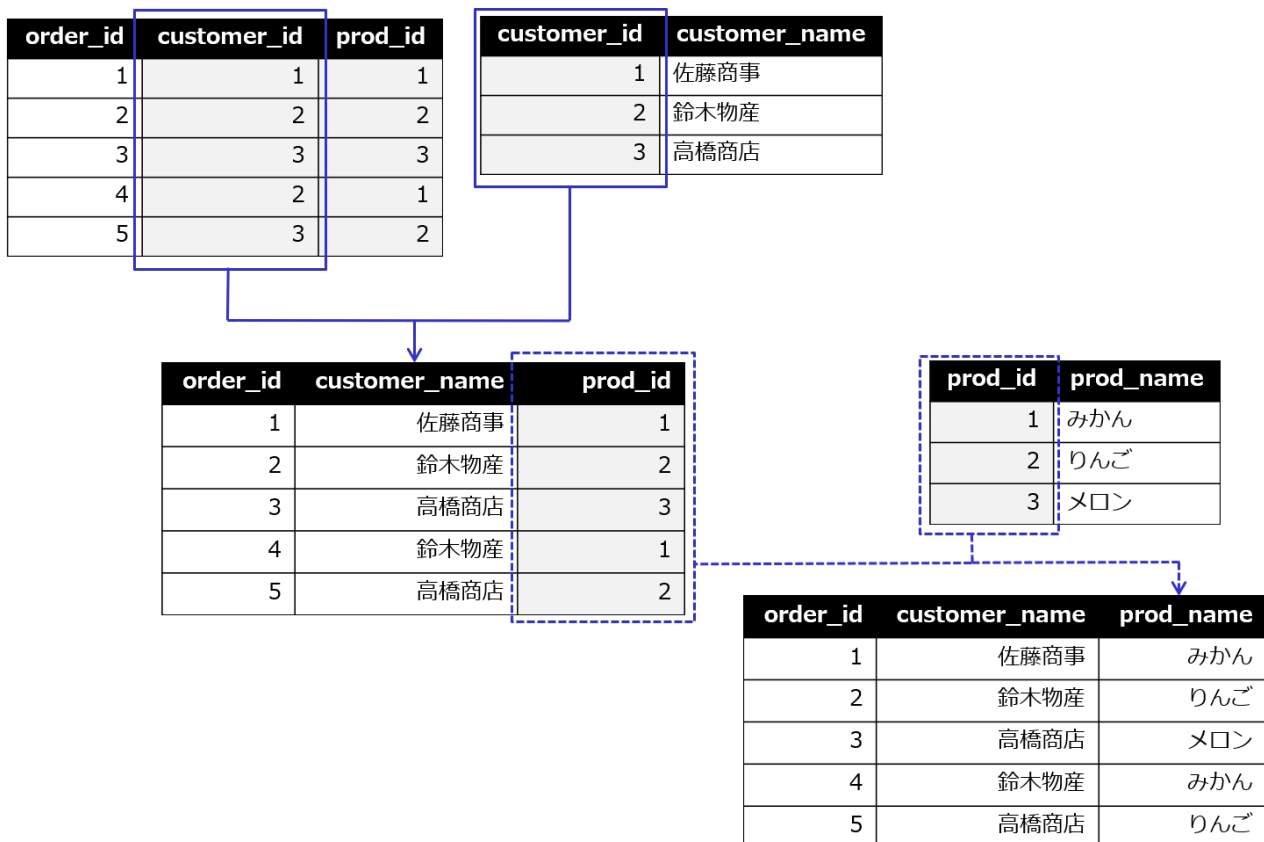 order_id customer_id prod_id
1 1 1
2 2 2
3 3 3
4 2 1
5 3 2
customer_id customer_name
1 佐藤商事
2 鈴木物産
3 高橋商店
order_id customer_name prod_id
1 佐藤商事 1
2 鈴木物産 2
3 高橋商店 3
4 鈴木物産 1
5 高橋商店 2
prod_id prod_name
1 みかん
2 りんご
3 メロン
order_id customer_name prod_name
1 佐藤商事 みかん
2 鈴木物産 りんご
3 高橋商店 メロン
4 鈴木物産 みかん
5 高橋商店 りんご